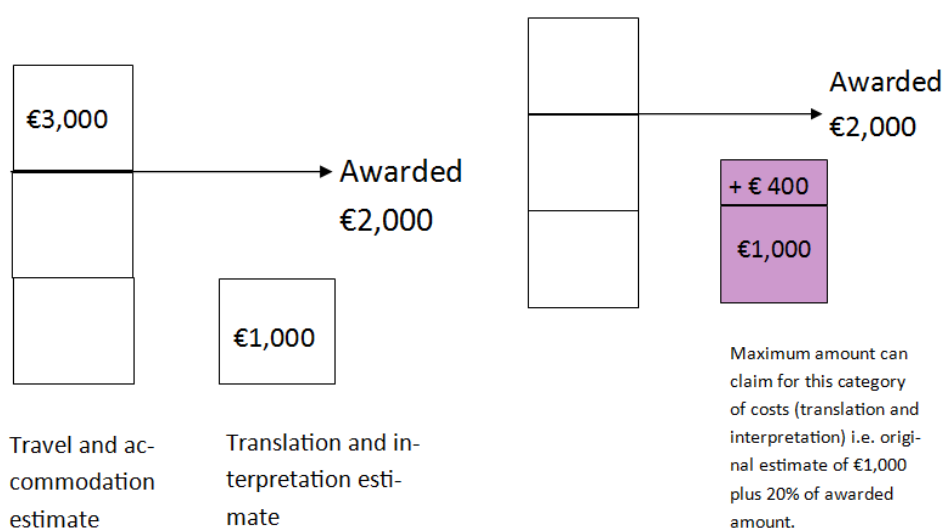 €3,000
Awarded
€2,000
€1,000
Travel and ac-
commodation
estimate
Translation and in-
terpretation esti-
mate
Awarded
€2,000
+ € 400
€1,000
Maximum amount can
claim for this category
of costs (translation and
interpretation) i.e. origi-
nal estimate of €1,000
plus 20% of awarded
amount.